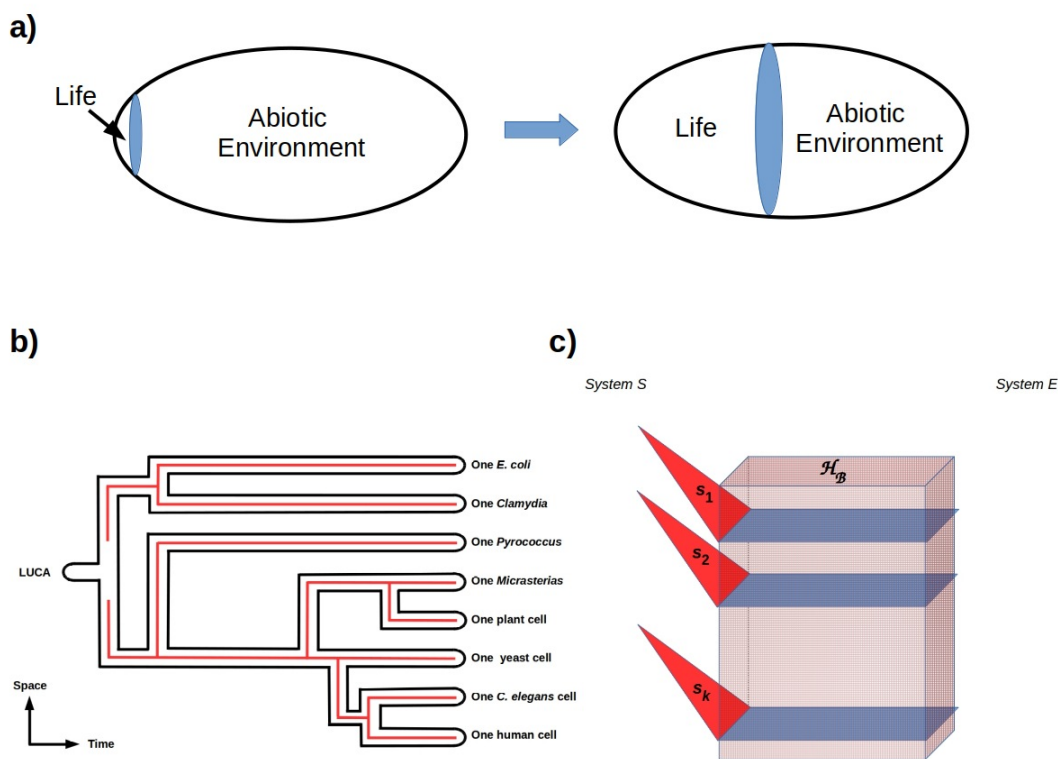 a)
Life
Abiotic
Environment
Life
Abiotic
Environment
b)
LUCA
One E. coli
One Clamydia
One Pyrococcus
One Micrasterias
One plant cell
One yeast cell
One C. elegans cell
One human cell
Space
Time
c)
System S
System E
ℋ_ℬ
s₁
s₂
sₖ